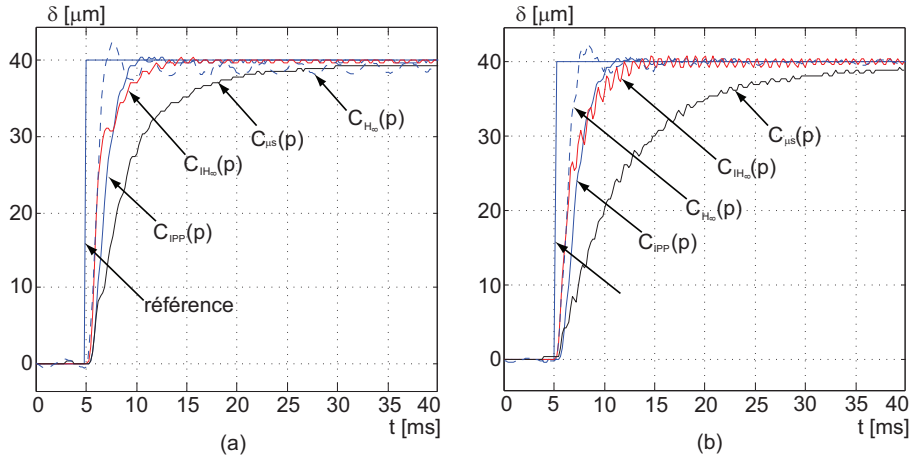 δ [μm]
40
30
20
10
0
0 5 10 15 20 25 30 35 40
t [ms]
(a)
C_H∞(p)
C_μs(p)
C_IH∞(p)
C_IPP(p)
référence
δ [μm]
40
30
20
10
0
0 5 10 15 20 25 30 35 40
t [ms]
(b)
C_μs(p)
C_IH∞(p)
C_H∞(p)
C_iPP(p)